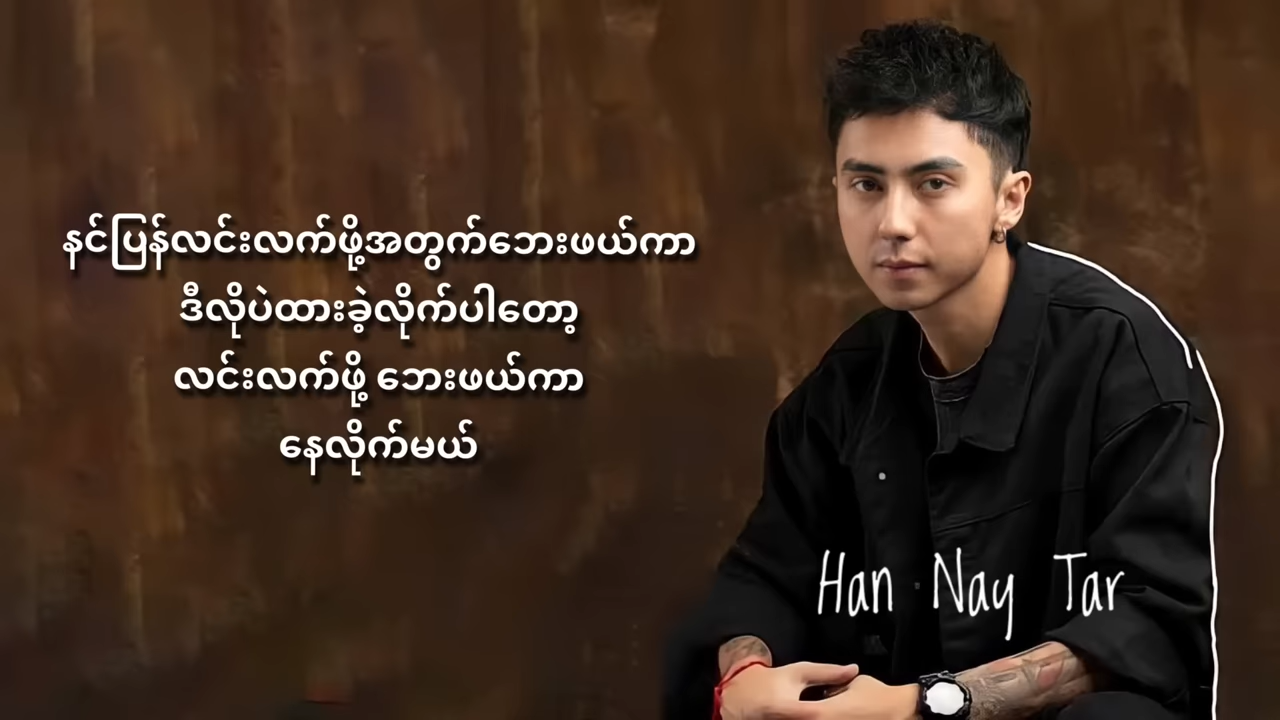 နင်ပြန်လင်းလက်ဖို့အတွက်ဘေးဖယ်ကာ
ဒီလိုပဲထားခဲ့လိုက်ပါတော့
လင်းလက်ဖို့ ဘေးဖယ်ကာ
နေလိုက်မယ်
Han Nay Tar